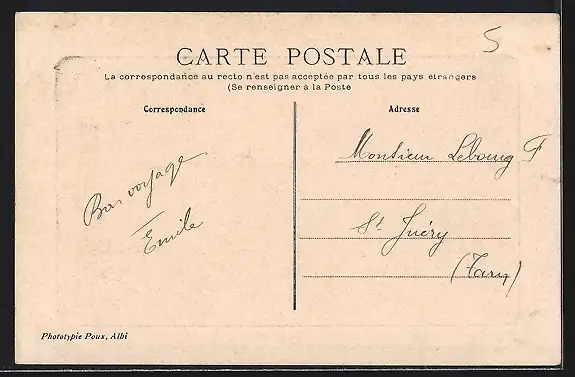 5
CARTE POSTALE
La correspondance au recto n'est pas acceptée par tous les pays étrangers
(Se renseigner à la Poste
Correspondance
Adresse
Bon voyage
Emile
Monsieur Lebourg F
St Juéry
(Tarn)
Phototypie Poux, Albi